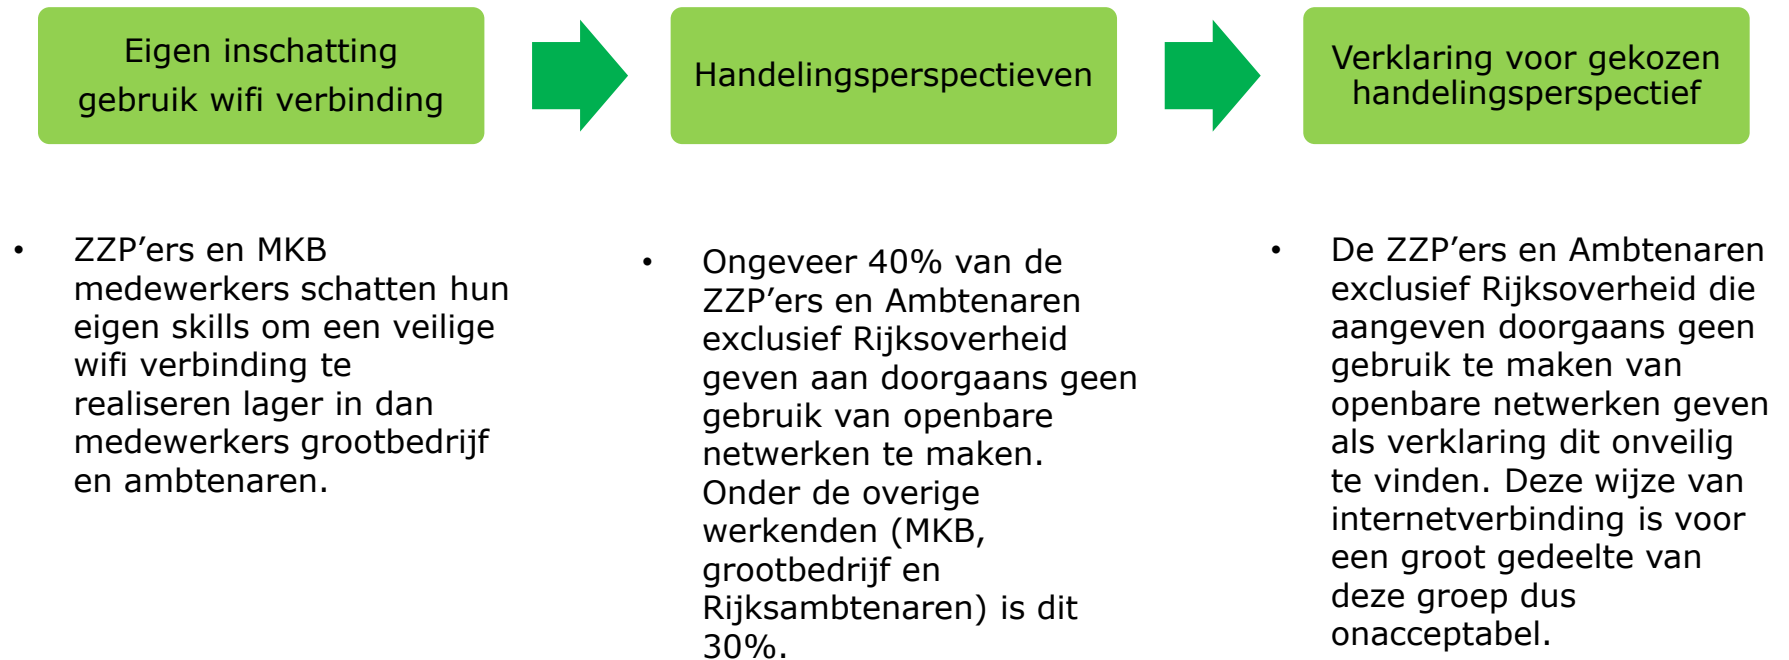 Eigen inschatting
gebruik wifi verbinding
Handelingsperspectieven
Verklaring voor gekozen
handelingsperspectief
• ZZP’ers en MKB
medewerkers schatten hun
eigen skills om een veilige
wifi verbinding te
realiseren lager in dan
medewerkers grootbedrijf
en ambtenaren.
• Ongeveer 40% van de
ZZP’ers en Ambtenaren
exclusief Rijksoverheid
geven aan doorgaans geen
gebruik van openbare
netwerken te maken.
Onder de overige
werkenden (MKB,
grootbedrijf en
Rijksambtenaren) is dit
30%.
• De ZZP’ers en Ambtenaren
exclusief Rijksoverheid die
aangeven doorgaans geen
gebruik te maken van
openbare netwerken geven
als verklaring dit onveilig
te vinden. Deze wijze van
internetverbinding is voor
een groot gedeelte van
deze groep dus
onacceptabel.